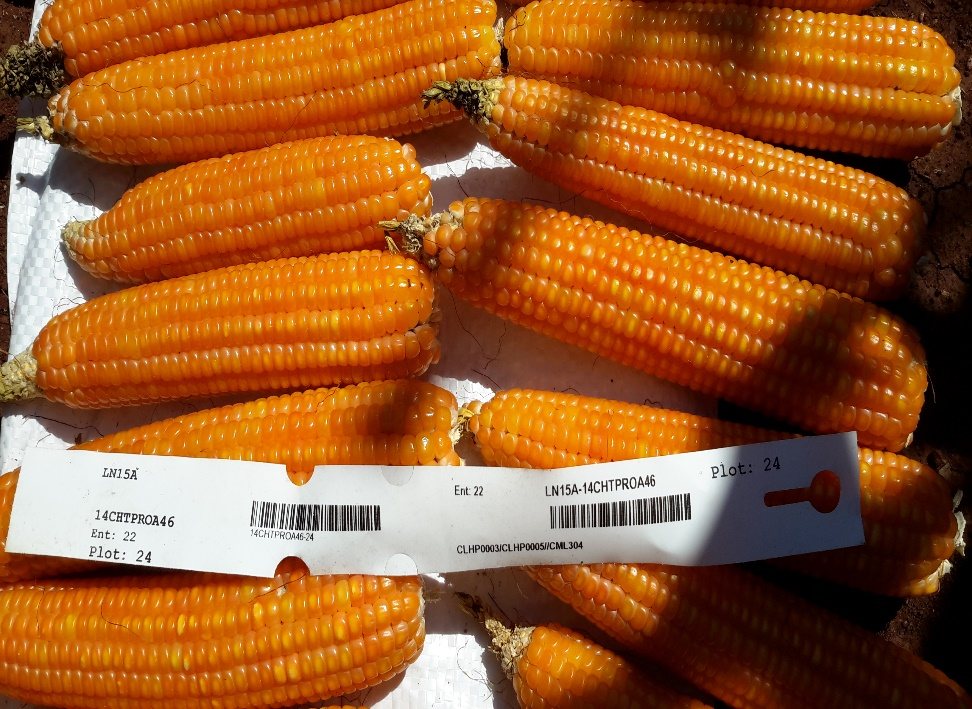 LN15A
14CHTPROA46
Ent: 22
Plot: 24
14CHTPROA46-24
Ent: 22
LN15A-14CHTPROA46
Plot: 24
CLHP0003/CLHP0005//CML304